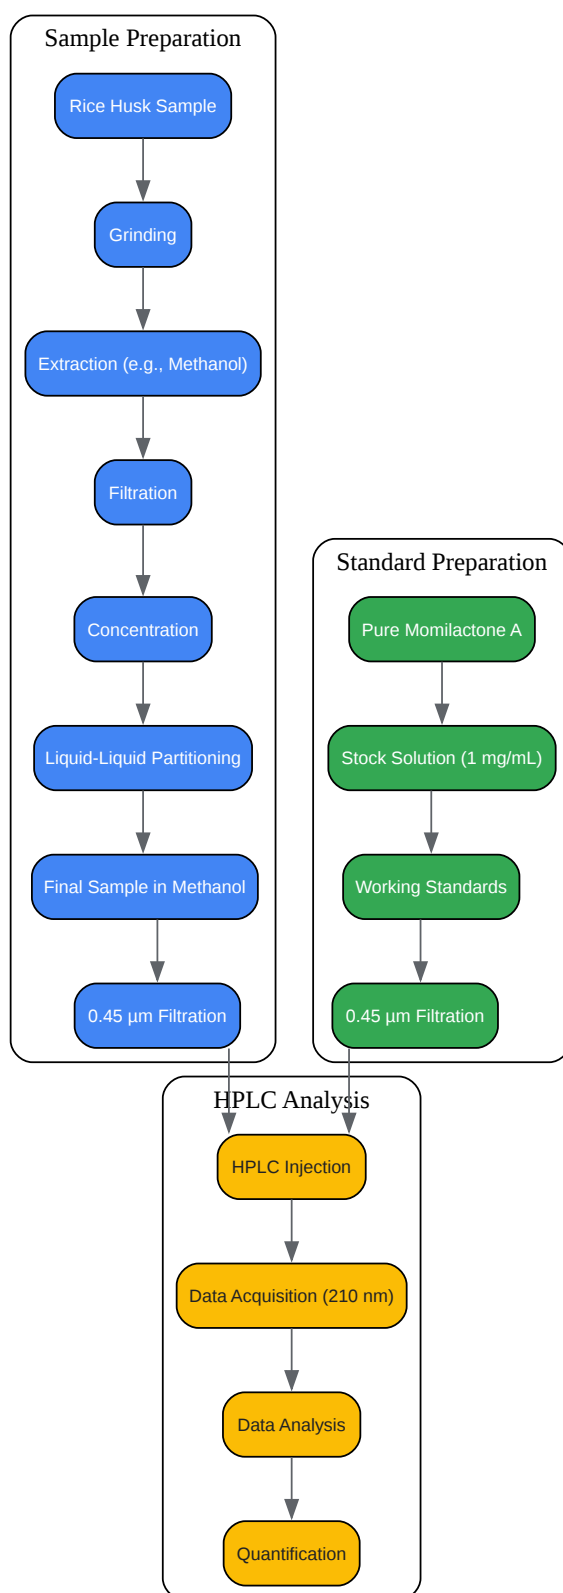 Sample Preparation
Rice Husk Sample
Grinding
Extraction (e.g., Methanol)
Filtration
Concentration
Liquid-Liquid Partitioning
Final Sample in Methanol
0.45 µm Filtration
Standard Preparation
Pure Momilactone A
Stock Solution (1 mg/mL)
Working Standards
0.45 µm Filtration
HPLC Analysis
HPLC Injection
Data Acquisition (210 nm)
Data Analysis
Quantification